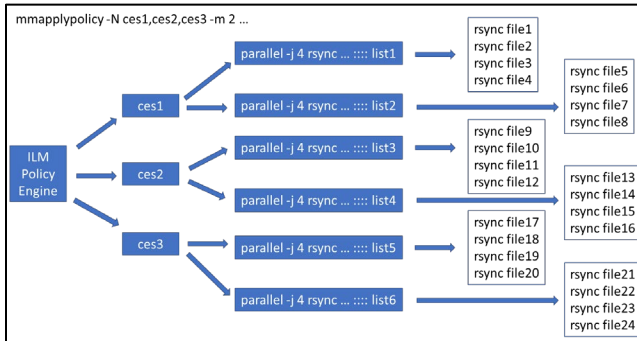 mmapplypolicy -N ces1,ces2,ces3 -m 2 ...
ILM
Policy
Engine
ces1
ces2
ces3
parallel -j 4 rsync ... :::: list1
parallel -j 4 rsync ... :::: list2
parallel -j 4 rsync ... :::: list3
parallel -j 4 rsync ... :::: list4
parallel -j 4 rsync ... :::: list5
parallel -j 4 rsync ... :::: list6
rsync file1
rsync file2
rsync file3
rsync file4
rsync file5
rsync file6
rsync file7
rsync file8
rsync file9
rsync file10
rsync file11
rsync file12
rsync file13
rsync file14
rsync file15
rsync file16
rsync file17
rsync file18
rsync file19
rsync file20
rsync file21
rsync file22
rsync file23
rsync file24